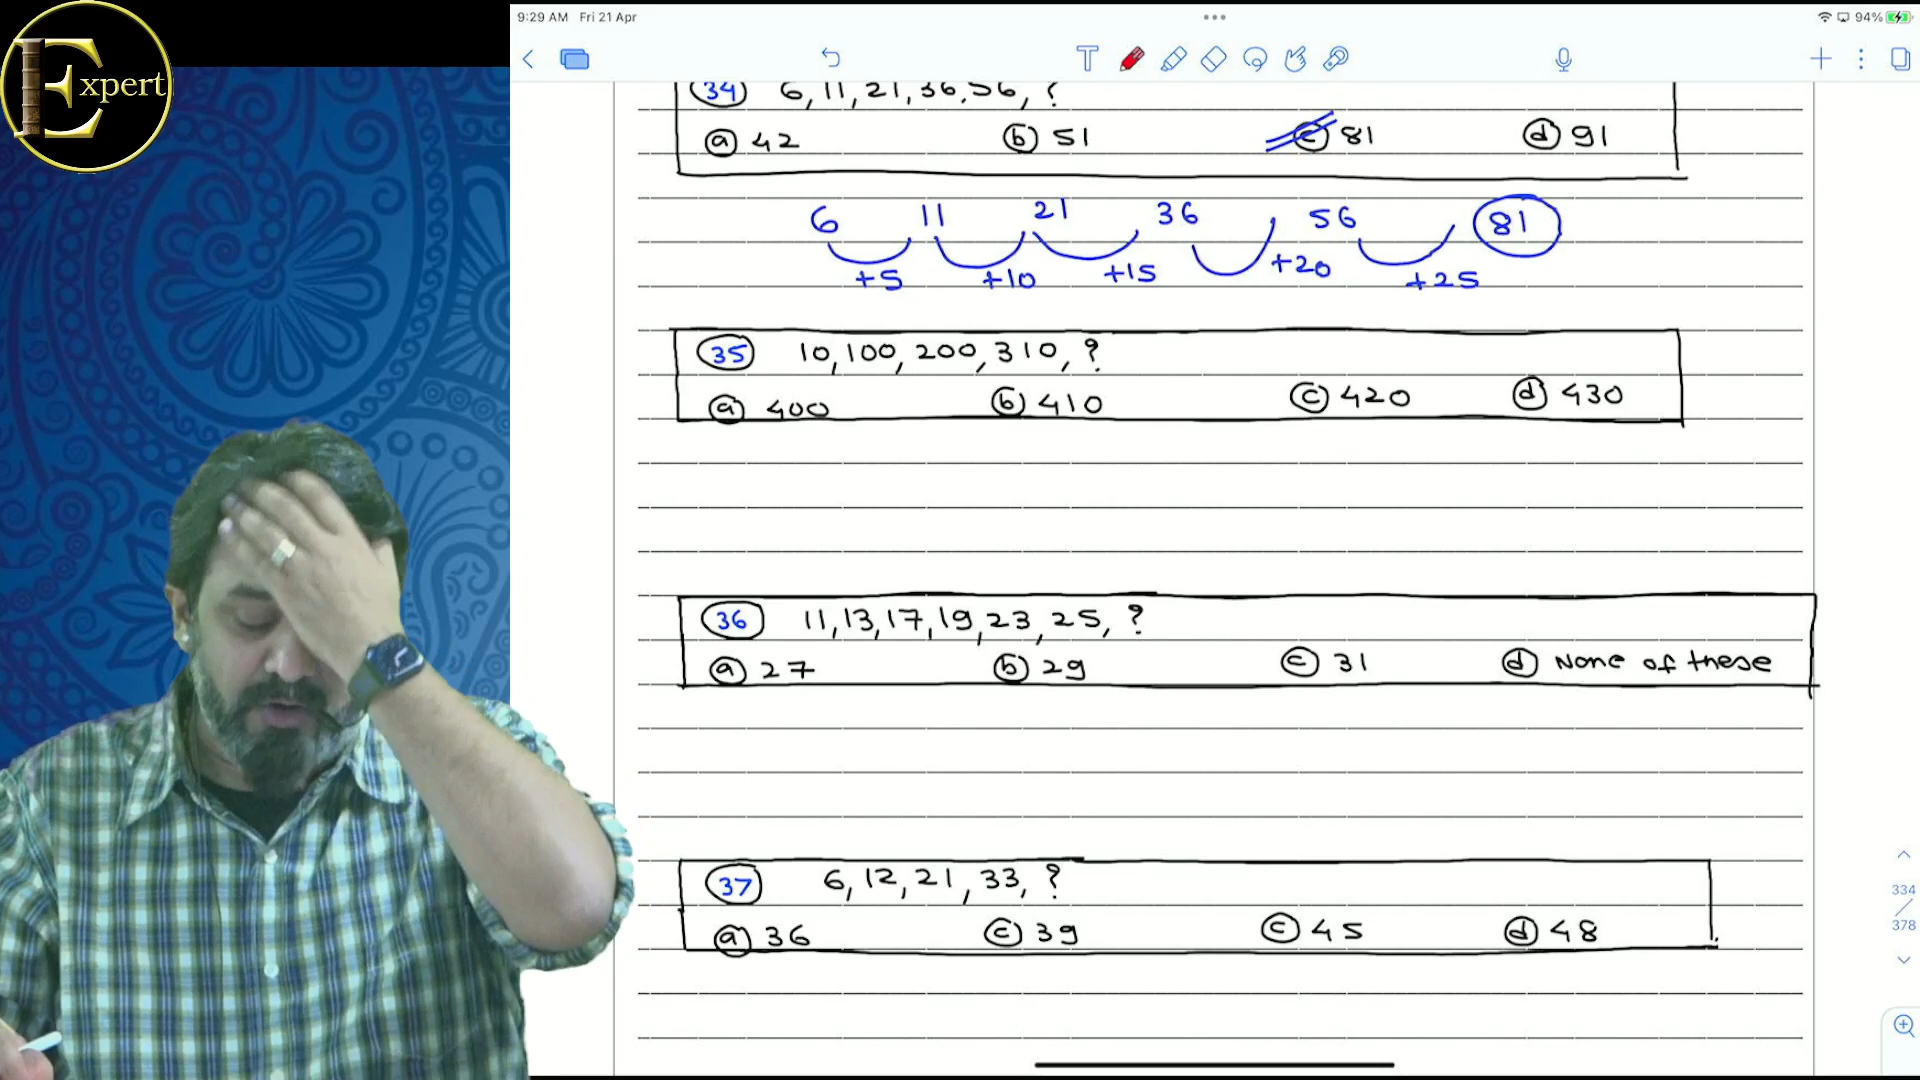 Expert
9:29 AM Fri 21 Apr
94%
34 6, 11, 21, 36, 56, ?
a 42 b 51 c 81 d 91
6 11 21 36 56 81
+5 +10 +15 +20 +25
35 10, 100, 200, 310, ?
a 400 b 410 c 420 d 430
36 11, 13, 17, 19, 23, 25, ?
a 27 b 29 c 31 d None of these
37 6, 12, 21, 33, ?
a 36 c 39 c 45 d 48
334
378